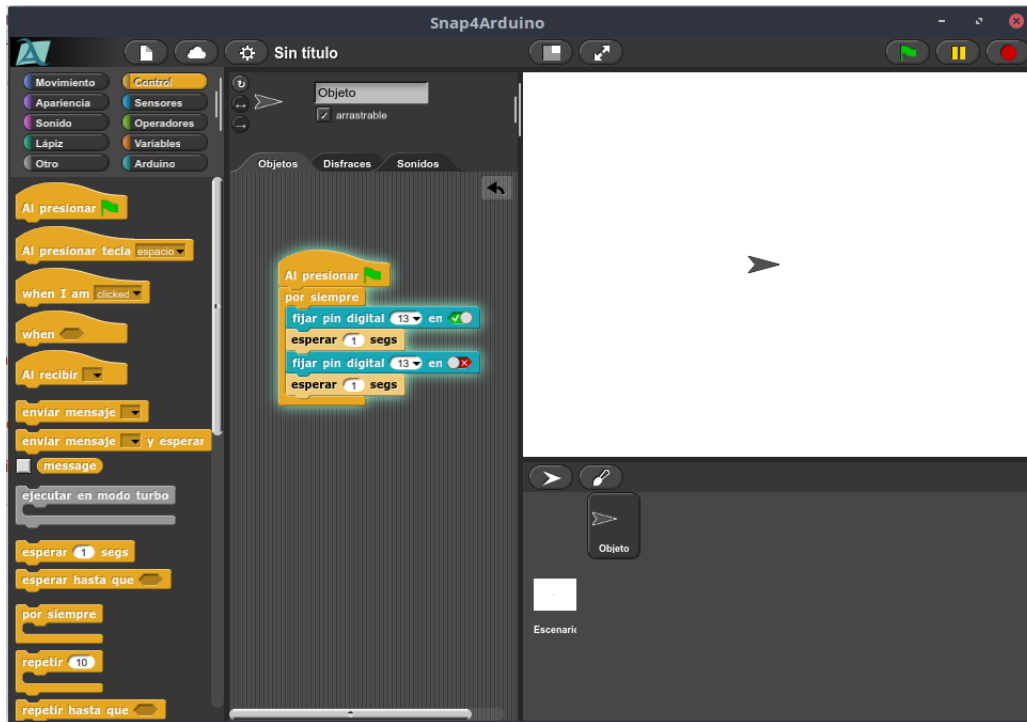 Snap4Arduino
Sin título
Movimiento
Control
Apariencia
Sensores
Sonido
Operadores
Lápiz
Variables
Otro
Arduino
Al presionar
Al presionar tecla espacio
when I am clicked
when
Al recibir
enviar mensaje
enviar mensaje y esperar
message
ejecutar en modo turbo
esperar 1 segs
esperar hasta que
por siempre
repetir 10
repetir hasta que
Objeto
arrastrable
Objetos
Disfraces
Sonidos
Al presionar
por siempre
fijar pin digital 13 en
esperar 1 segs
fijar pin digital 13 en
esperar 1 segs
Objeto
Escenario